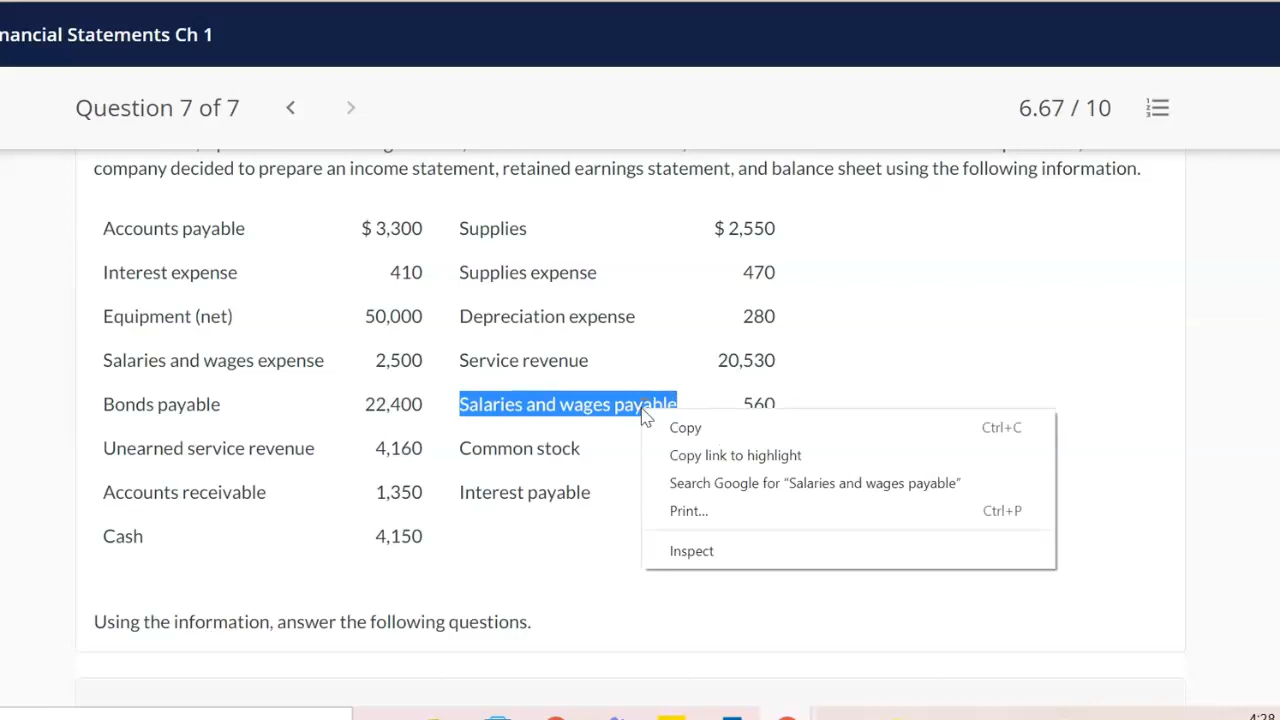 nancial Statements Ch 1
Question 7 of 7 < > 6.67 / 10
company decided to prepare an income statement, retained earnings statement, and balance sheet using the following information.
Accounts payable $ 3,300 Supplies $ 2,550
Interest expense 410 Supplies expense 470
Equipment (net) 50,000 Depreciation expense 280
Salaries and wages expense 2,500 Service revenue 20,530
Bonds payable 22,400 Salaries and wages payable 560
Unearned service revenue 4,160 Common stock
Accounts receivable 1,350 Interest payable
Cash 4,150
Copy Ctrl+C
Copy link to highlight
Search Google for “Salaries and wages payable”
Print... Ctrl+P
Inspect
Using the information, answer the following questions.
4:28